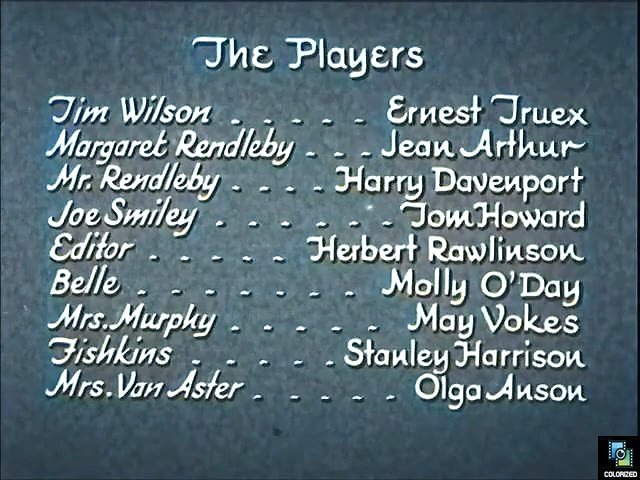 The Players
Tim Wilson - - - - - Ernest Truex
Margaret Rendleby - - - Jean Arthur
Mr. Rendleby - - - - Harry Davenport
Joe Smiley - - - - - - Tom Howard
Editor - - - - - Herbert Rawlinson
Belle - - - - - - - Molly O'Day
Mrs. Murphy - - - - - May Vokes
Fishkins - - - - - Stanley Harrison
Mrs. Van Aster - - - - - Olga Anson
COLORIZED